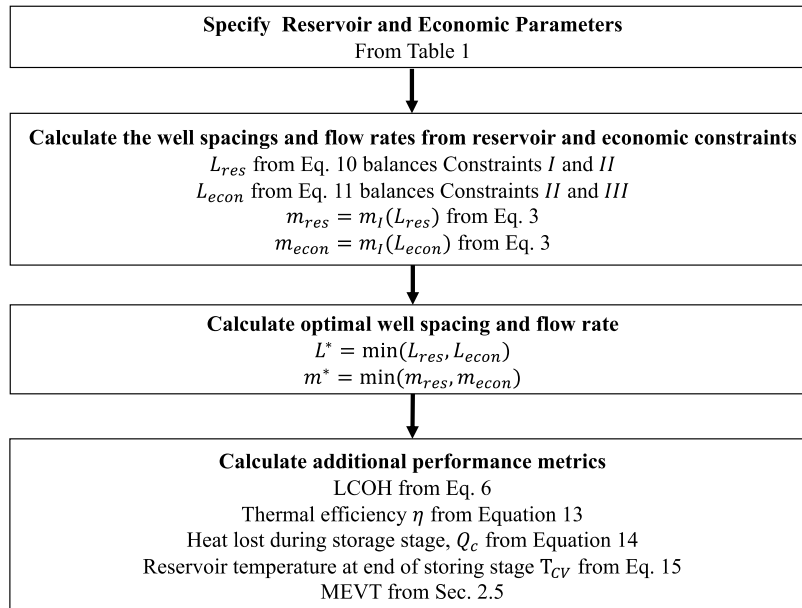 Specify Reservoir and Economic Parameters
From Table 1
Calculate the well spacings and flow rates from reservoir and economic constraints
L_res from Eq. 10 balances Constraints I and II
L_econ from Eq. 11 balances Constraints II and III
m_res = m_I(L_res) from Eq. 3
m_econ = m_I(L_econ) from Eq. 3
Calculate optimal well spacing and flow rate
L* = min(L_res, L_econ)
m* = min(m_res, m_econ)
Calculate additional performance metrics
LCOH from Eq. 6
Thermal efficiency η from Equation 13
Heat lost during storage stage, Q_c from Equation 14
Reservoir temperature at end of storing stage T_CV from Eq. 15
MEVT from Sec. 2.5